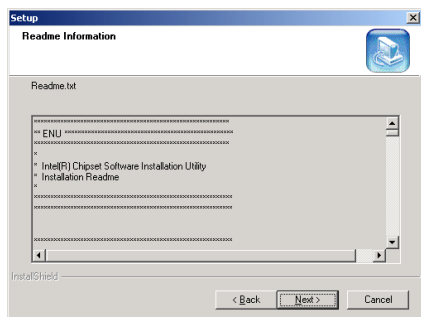 Setup
Readme Information
Readme.txt
** ENU **
*
* Intel(R) Chipset Software Installation Utility
* Installation Readme
*
InstallShield
< Back
Next >
Cancel